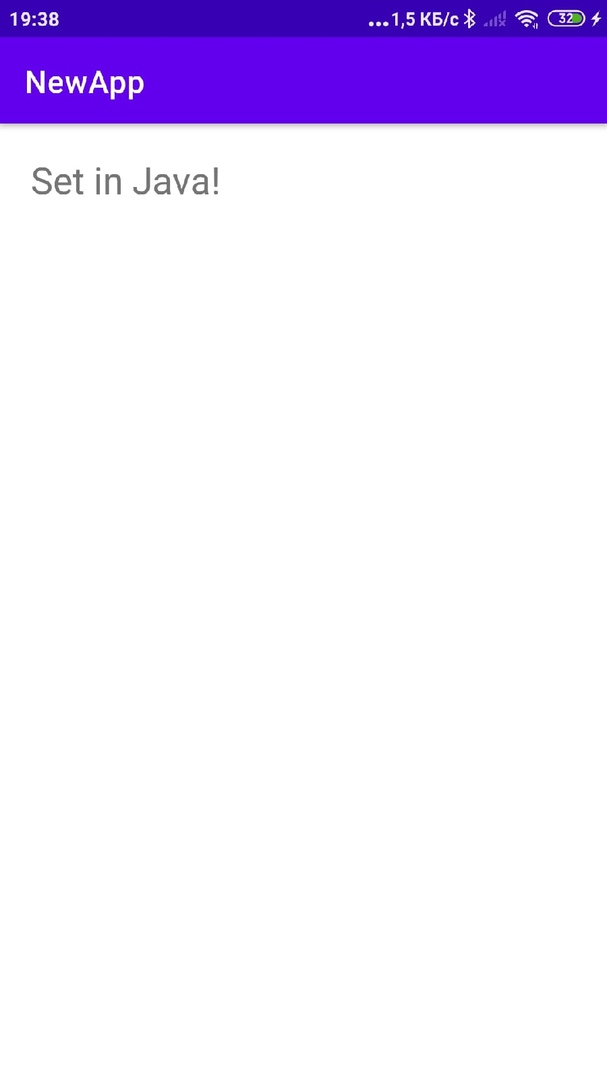 19:38
...1,5 КБ/с 32
NewApp
Set in Java!